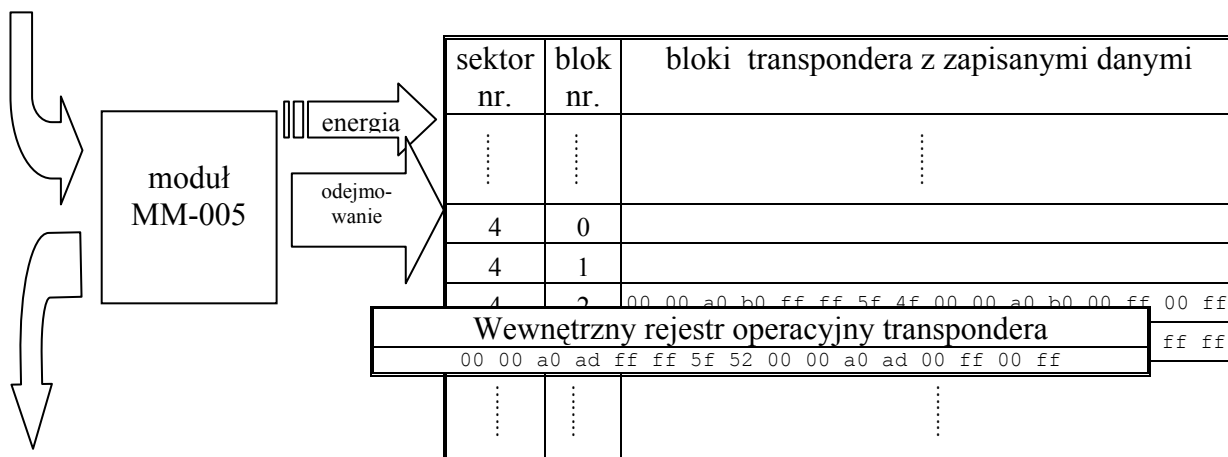 sektor nr.
blok nr.
bloki transpondera z zapisanymi danymi
energia
moduł
MM-005
odejmo-
wanie
4 0
4 1
4 2 00 00 a0 b0 ff ff 5f 4f 00 00 a0 b0 00 ff 00 ff
Wewnętrzny rejestr operacyjny transpondera
ff ff
00 00 a0 ad ff ff 5f 52 00 00 a0 ad 00 ff 00 ff